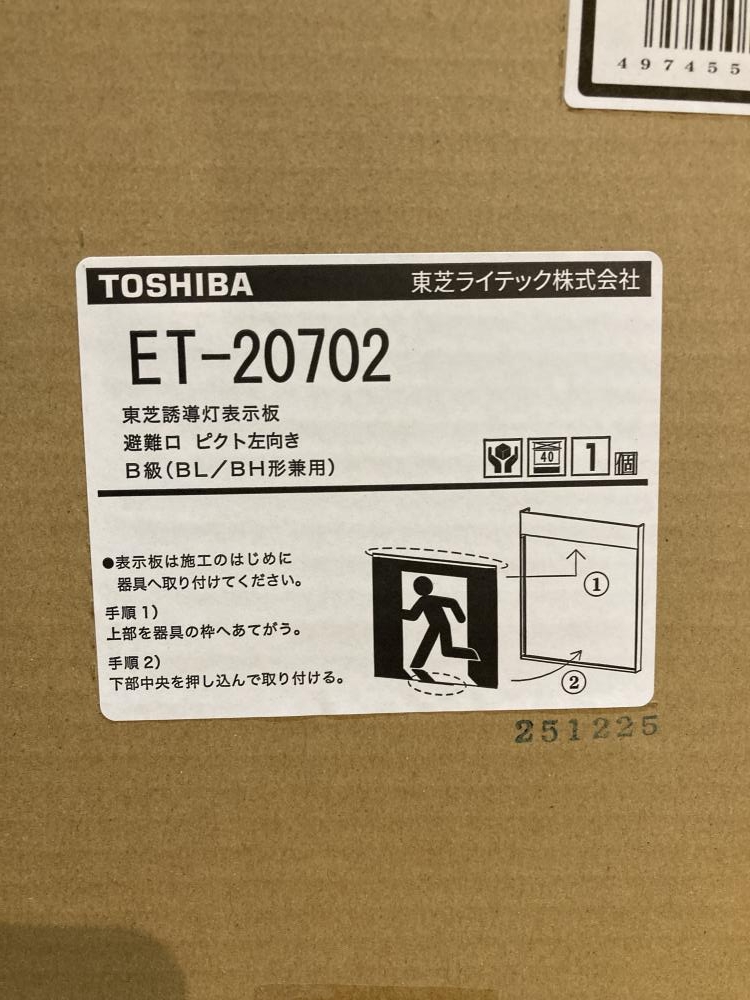 497455
TOSHIBA 東芝ライテック株式会社
ET-20702
東芝誘導灯表示板
避難口 ピクト左向き
B級(BL/BH形兼用)
40 1個
●表示板は施工のはじめに
器具へ取り付けてください。
手順1)
上部を器具の枠へあてがう。
手順2)
下部中央を押し込んで取り付ける。
①
②
251225